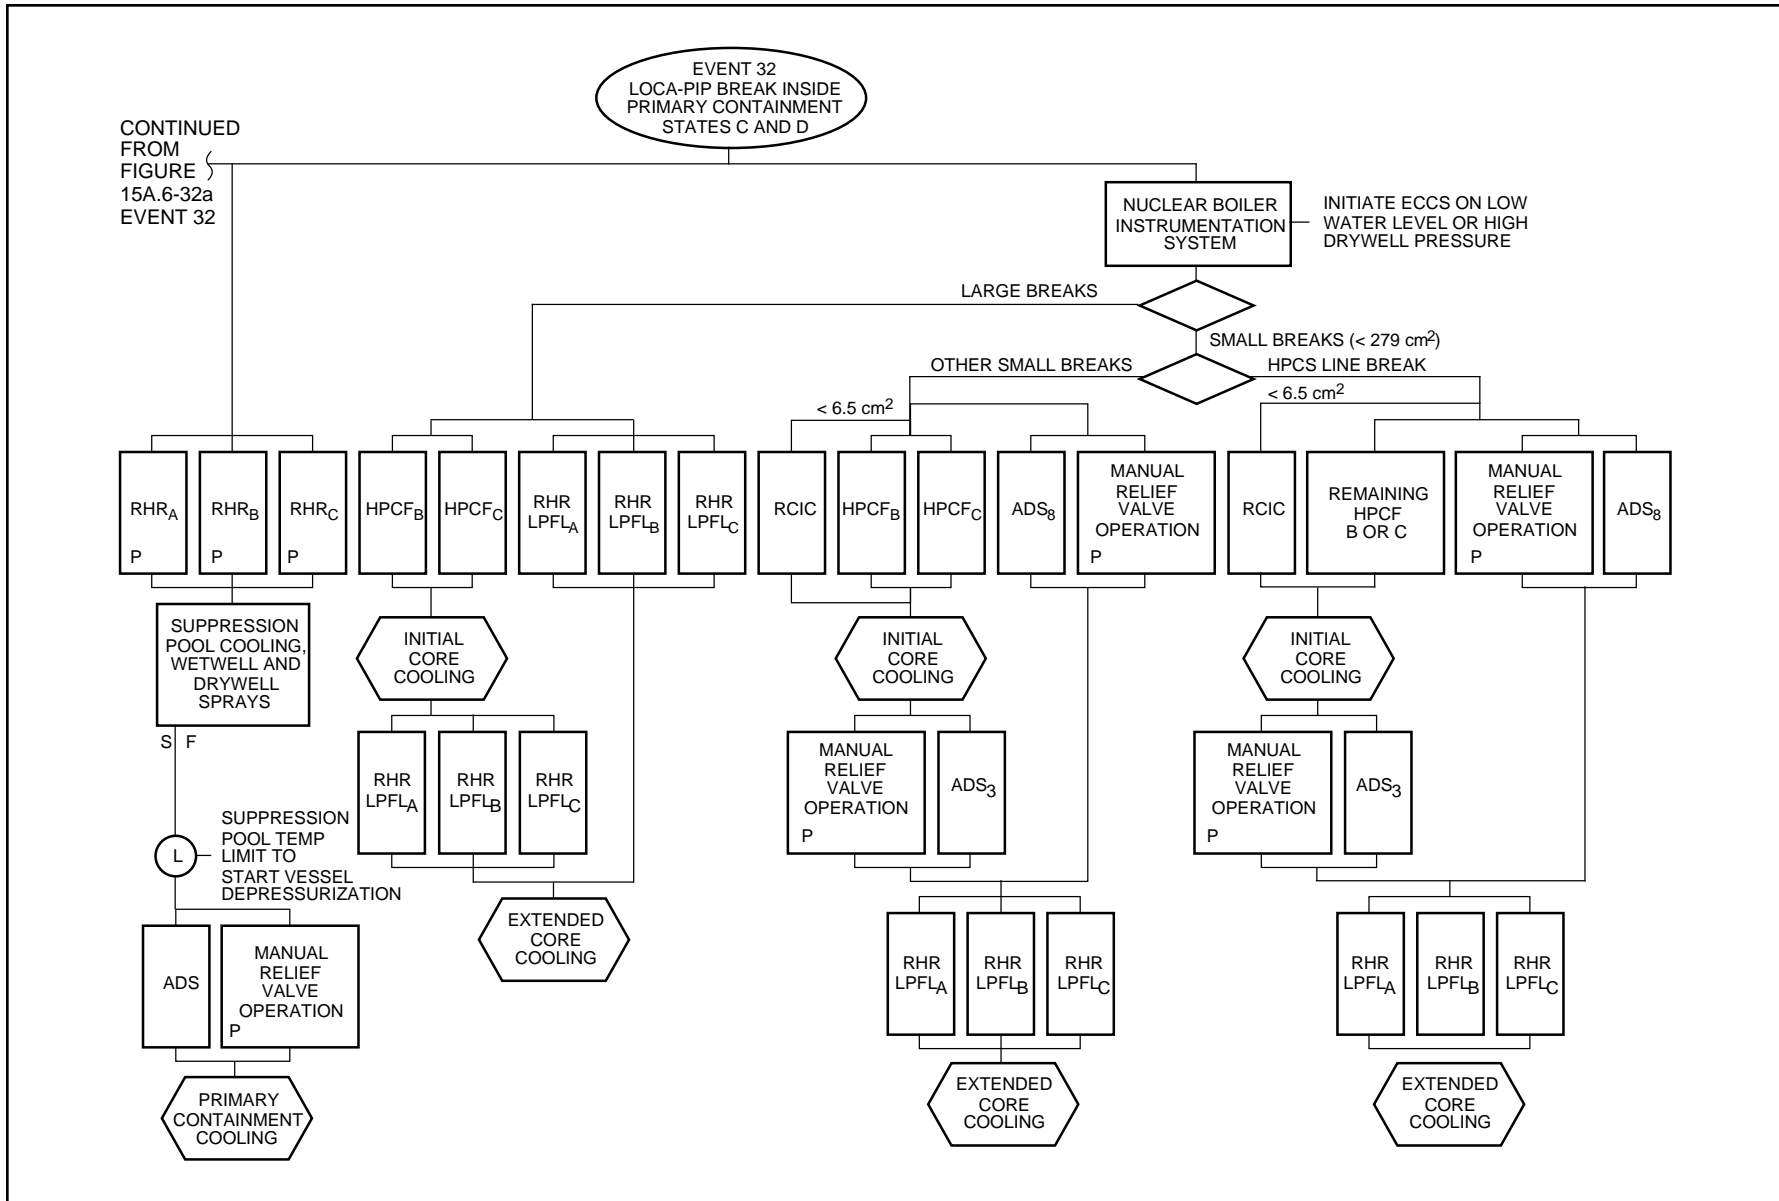 EVENT 32
LOCA-PIP BREAK INSIDE
PRIMARY CONTAINMENT
STATES C AND D
CONTINUED
FROM
FIGURE
15A.6-32a
EVENT 32
NUCLEAR BOILER
INSTRUMENTATION
SYSTEM
INITIATE ECCS ON LOW
WATER LEVEL OR HIGH
DRYWELL PRESSURE
LARGE BREAKS
SMALL BREAKS (< 279 cm2)
OTHER SMALL BREAKS
HPCS LINE BREAK
< 6.5 cm2
< 6.5 cm2
RHRA
P
RHRB
P
RHRC
P
HPCFB
HPCFC
RHR
LPFLA
RHR
LPFLB
RHR
LPFLC
RCIC
HPCFB
HPCFC
ADS8
MANUAL
RELIEF
VALVE
OPERATION
P
RCIC
REMAINING
HPCF
B OR C
MANUAL
RELIEF
VALVE
OPERATION
P
ADS8
SUPPRESSION
POOL COOLING,
WETWELL AND
DRYWELL
SPRAYS
S F
INITIAL
CORE
COOLING
INITIAL
CORE
COOLING
INITIAL
CORE
COOLING
RHR
LPFLA
RHR
LPFLB
RHR
LPFLC
MANUAL
RELIEF
VALVE
OPERATION
P
ADS3
MANUAL
RELIEF
VALVE
OPERATION
P
ADS3
L
SUPPRESSION
POOL TEMP
LIMIT TO
START VESSEL
DEPRESSURIZATION
ADS
MANUAL
RELIEF
VALVE
OPERATION
P
EXTENDED
CORE
COOLING
RHR
LPFLA
RHR
LPFLB
RHR
LPFLC
RHR
LPFLA
RHR
LPFLB
RHR
LPFLC
PRIMARY
CONTAINMENT
COOLING
EXTENDED
CORE
COOLING
EXTENDED
CORE
COOLING